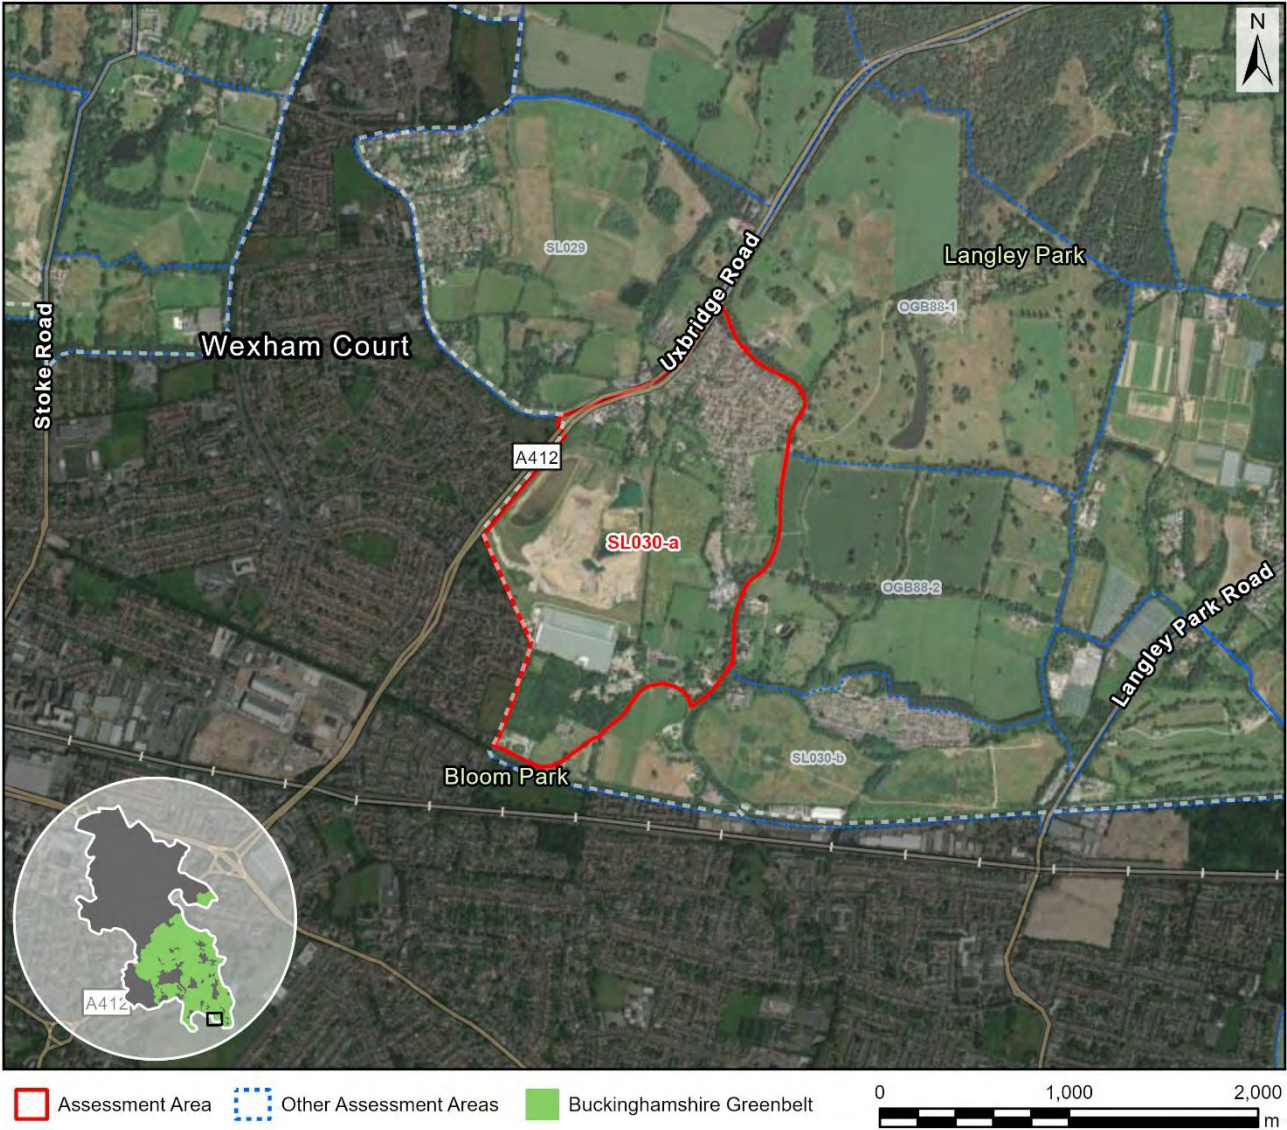 N
SL029
Uxbridge Road
Langley Park
OGB88-1
Stoke Road
Wexham Court
A412
SL030-a
OGB88-2
Langley Park Road
SL030-b
Bloom Park
A412
Assessment Area
Other Assessment Areas
Buckinghamshire Greenbelt
0 1,000 2,000
m